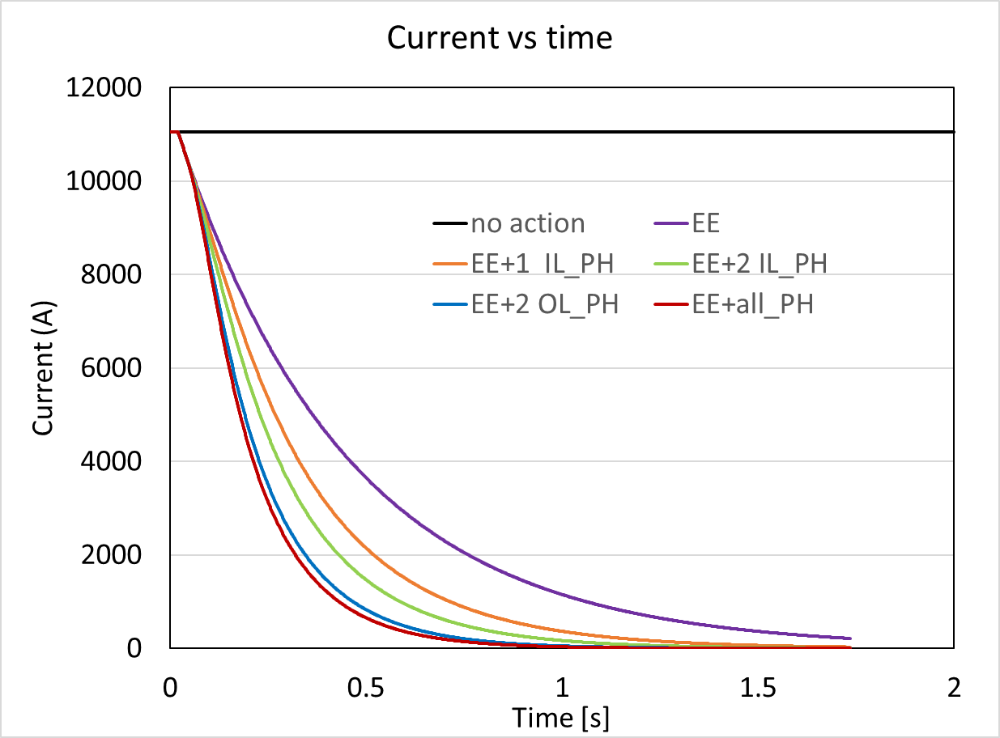 Current vs time
12000
10000
8000
6000
4000
2000
0
Current (A)
no action EE
EE+1  IL_PH EE+2 IL_PH
EE+2 OL_PH EE+all_PH
0 0.5 1 1.5 2
Time [s]